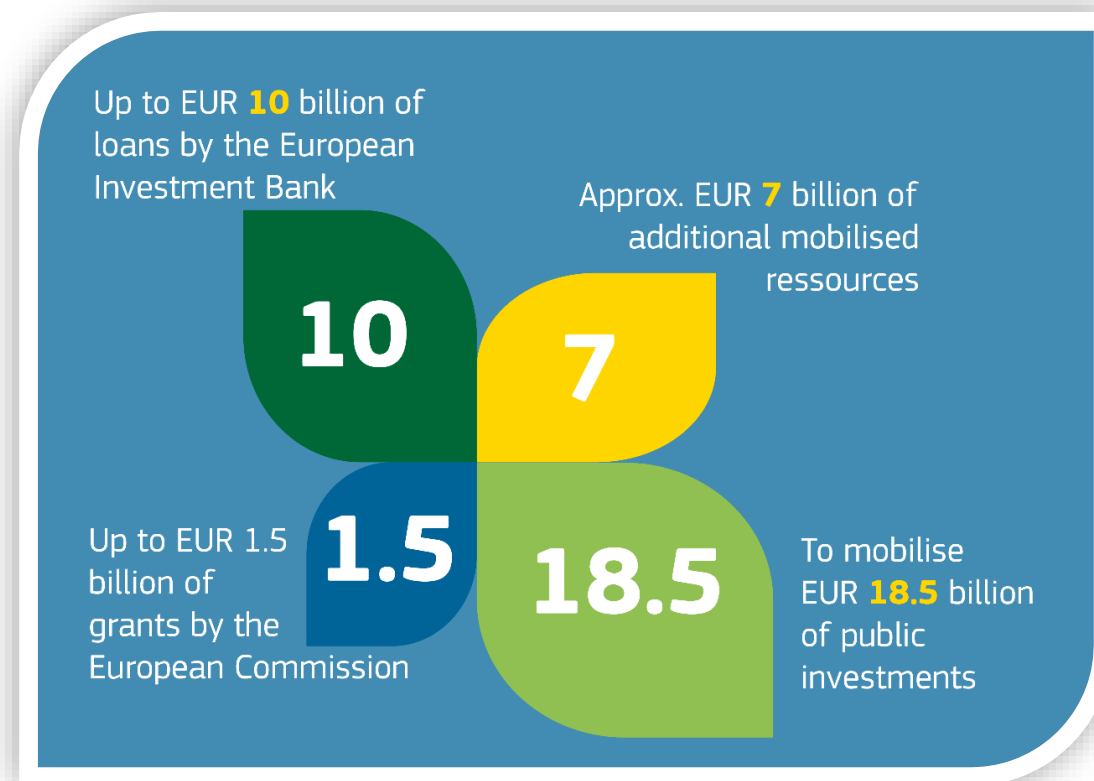 Up to EUR 10 billion of
loans by the European
Investment Bank
Approx. EUR 7 billion of
additional mobilised
ressources
10
7
Up to EUR 1.5
billion of
grants by the
European Commission
1.5
18.5
To mobilise
EUR 18.5 billion
of public
investments